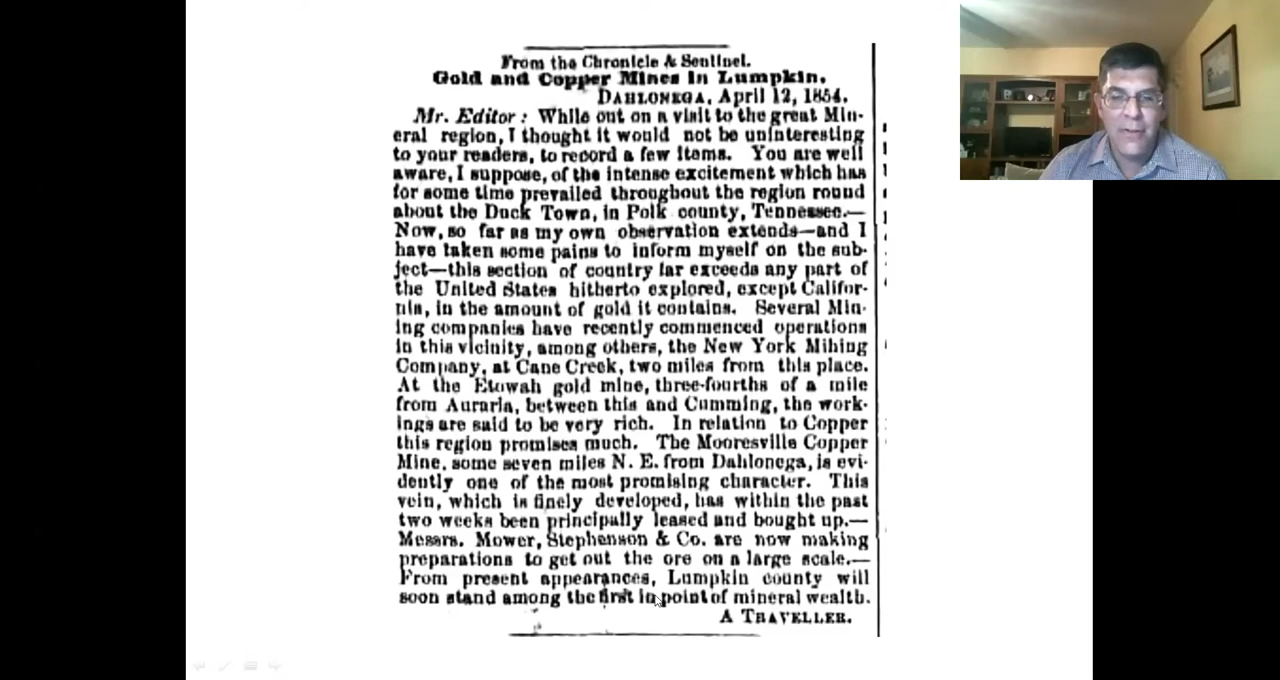 From the Chronicle & Sentinel.
Gold and Copper Mines in Lumpkin.
DAHLONEGA, April 12, 1854.
Mr. Editor: While out on a visit to the great Min-
eral region, I thought it would not be uninteresting
to your readers, to record a few items. You are well
aware, I suppose, of the intense excitement which has
for some time prevailed throughout the region round
about the Duck Town, in Polk county, Tennessee.—
Now, so far as my own observation extends—and I
have taken some pains to inform myself on the sub-
ject—this section of country far exceeds any part of
the United States hitherto explored, except Califor-
nia, in the amount of gold it contains. Several Min-
ing companies have recently commenced operations
in this vicinity, among others, the New York Mining
Company, at Cane Creek, two miles from this place.
At the Etowah gold mine, three-fourths of a mile
from Auraria, between this and Cumming, the work-
ings are said to be very rich. In relation to Copper
this region promises much. The Mooresville Copper
Mine, some seven miles N. E. from Dahlonega, is evi-
dently one of the most promising character. This
vein, which is finely developed, has within the past
two weeks been principally leased and bought up.—
Messrs. Mower, Stephenson & Co. are now making
preparations to get out the ore on a large scale.—
From present appearances, Lumpkin county will
soon stand among the first in point of mineral wealth.
A TRAVELLER.